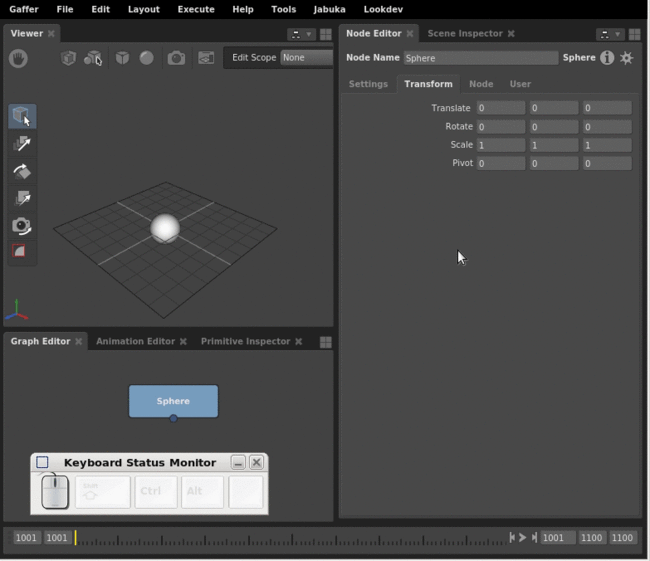 Gaffer File Edit Layout Execute Help Tools Jabuka Lookdev
Viewer
Edit Scope None
Node Editor Scene Inspector
Node Name Sphere Sphere
Settings Transform Node User
Translate 0 0 0
Rotate 0 0 0
Scale 1 1 1
Pivot 0 0 0
Graph Editor Animation Editor Primitive Inspector
Sphere
Keyboard Status Monitor
Shift Ctrl Alt
1001 1001 1001 1100 1100